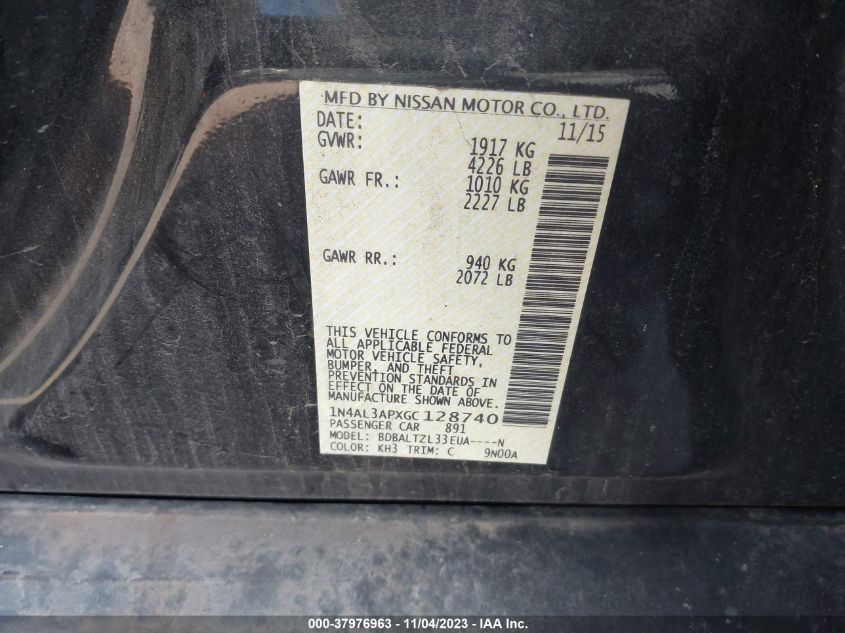 MFD BY NISSAN MOTOR CO., LTD.
DATE: 11/15
GVWR: 1917 KG
4226 LB
GAWR FR.: 1010 KG
2227 LB
GAWR RR.: 940 KG
2072 LB
THIS VEHICLE CONFORMS TO
ALL APPLICABLE FEDERAL
MOTOR VEHICLE SAFETY,
BUMPER, AND THEFT
PREVENTION STANDARDS IN
EFFECT ON THE DATE OF
MANUFACTURE SHOWN ABOVE.
1N4AL3APXGC128740
PASSENGER CAR 891
MODEL: BDBALTZL33EUA----N
COLOR: KH3 TRIM: C 9N00A
000-37976963 - 11/04/2023 - IAA Inc.